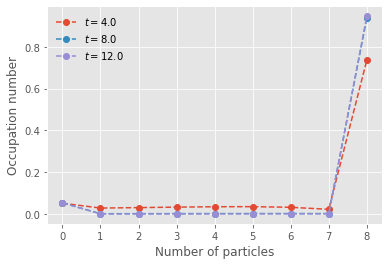 t = 4.0
t = 8.0
t = 12.0
0.8
0.6
0.4
0.2
0.0
Occupation number
0 1 2 3 4 5 6 7 8
Number of particles